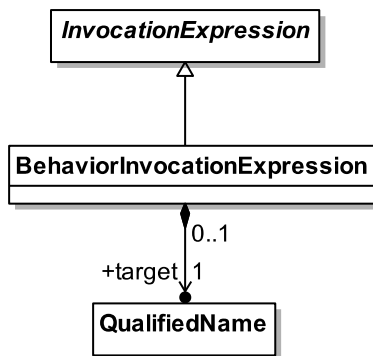 InvocationExpression
BehaviorInvocationExpression
0..1
+target 1
QualifiedName